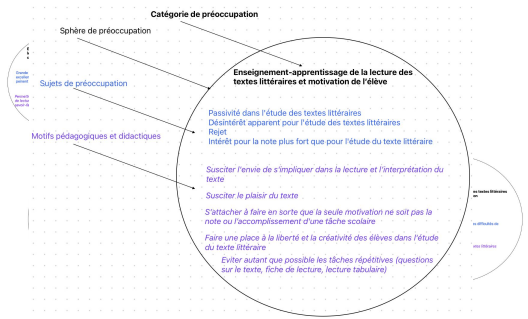 Catégorie de préoccupation
Sphère de préoccupation
Enseignement-apprentissage de la lecture des
textes littéraires et motivation de l'élève
Sujets de préoccupation
Passivité dans l'étude des textes littéraires
Désintérêt apparent pour l'étude des textes littéraires
Rejet
Intérêt pour la note plus fort que pour l'étude du texte littéraire
Motifs pédagogiques et didactiques
Susciter l'envie de s'impliquer dans la lecture et l'interprétation du
texte
Susciter le plaisir du texte
S'attacher à faire en sorte que la seule motivation ne soit pas la
note ou l'accomplissement d'une tâche scolaire
Faire une place à la liberté et la créativité des élèves dans l'étude
du texte littéraire
Eviter autant que possible les tâches répétitives (questions
sur le texte, fiche de lecture, lecture tabulaire)
es textes littéraires
difficultés de
littéraires